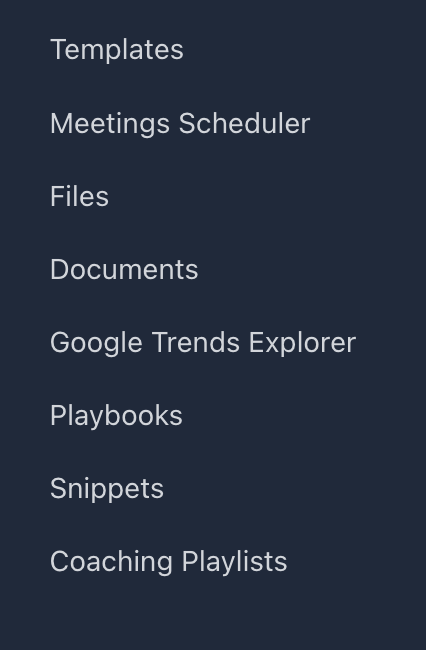 Templates
Meetings Scheduler
Files
Documents
Google Trends Explorer
Playbooks
Snippets
Coaching Playlists